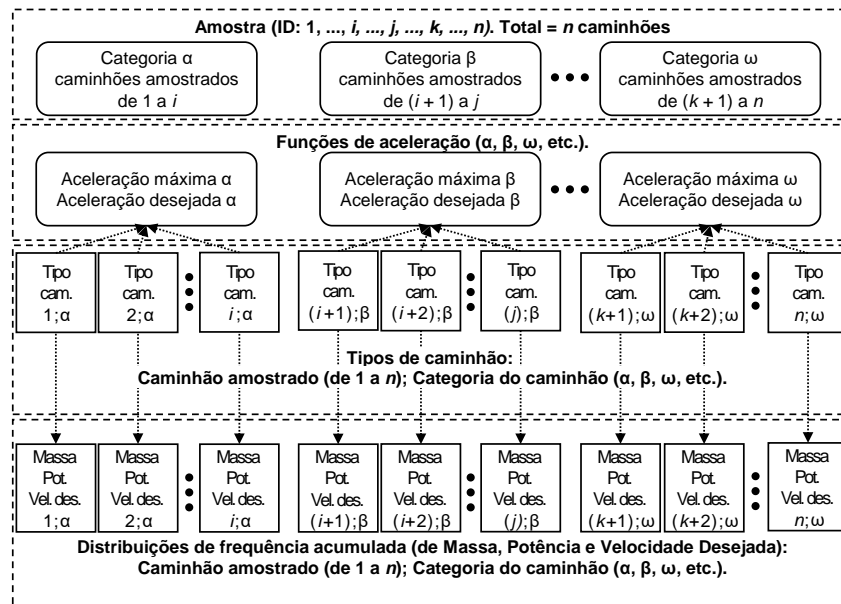 Amostra (ID: 1, ..., i, ..., j, ..., k, ..., n). Total = n caminhões
Categoria α
caminhões amostrados
de 1 a i
Categoria β
caminhões amostrados
de (i + 1) a j
Categoria ω
caminhões amostrados
de (k + 1) a n
Funções de aceleração (α, β, ω, etc.).
Aceleração máxima α
Aceleração desejada α
Aceleração máxima β
Aceleração desejada β
Aceleração máxima ω
Aceleração desejada ω
Tipo
cam.
1;α
Tipo
cam.
2;α
Tipo
cam.
i;α
Tipo
cam.
(i+1);β
Tipo
cam.
(i+2);β
Tipo
cam.
(j);β
Tipo
cam.
(k+1);ω
Tipo
cam.
(k+2);ω
Tipo
cam.
n;ω
Tipos de caminhão:
Caminhão amostrado (de 1 a n); Categoria do caminhão (α, β, ω, etc.).
Massa
Pot.
Vel. des.
1;α
Massa
Pot.
Vel. des.
2;α
Massa
Pot.
Vel. des.
i;α
Massa
Pot.
Vel. des.
(i+1);β
Massa
Pot.
Vel. des.
(i+2);β
Massa
Pot.
Vel. des.
(j);β
Massa
Pot.
Vel. des.
(k+1);ω
Massa
Pot.
Vel. des.
(k+2);ω
Massa
Pot.
Vel. des.
n;ω
Distribuições de frequência acumulada (de Massa, Potência e Velocidade Desejada):
Caminhão amostrado (de 1 a n); Categoria do caminhão (α, β, ω, etc.).